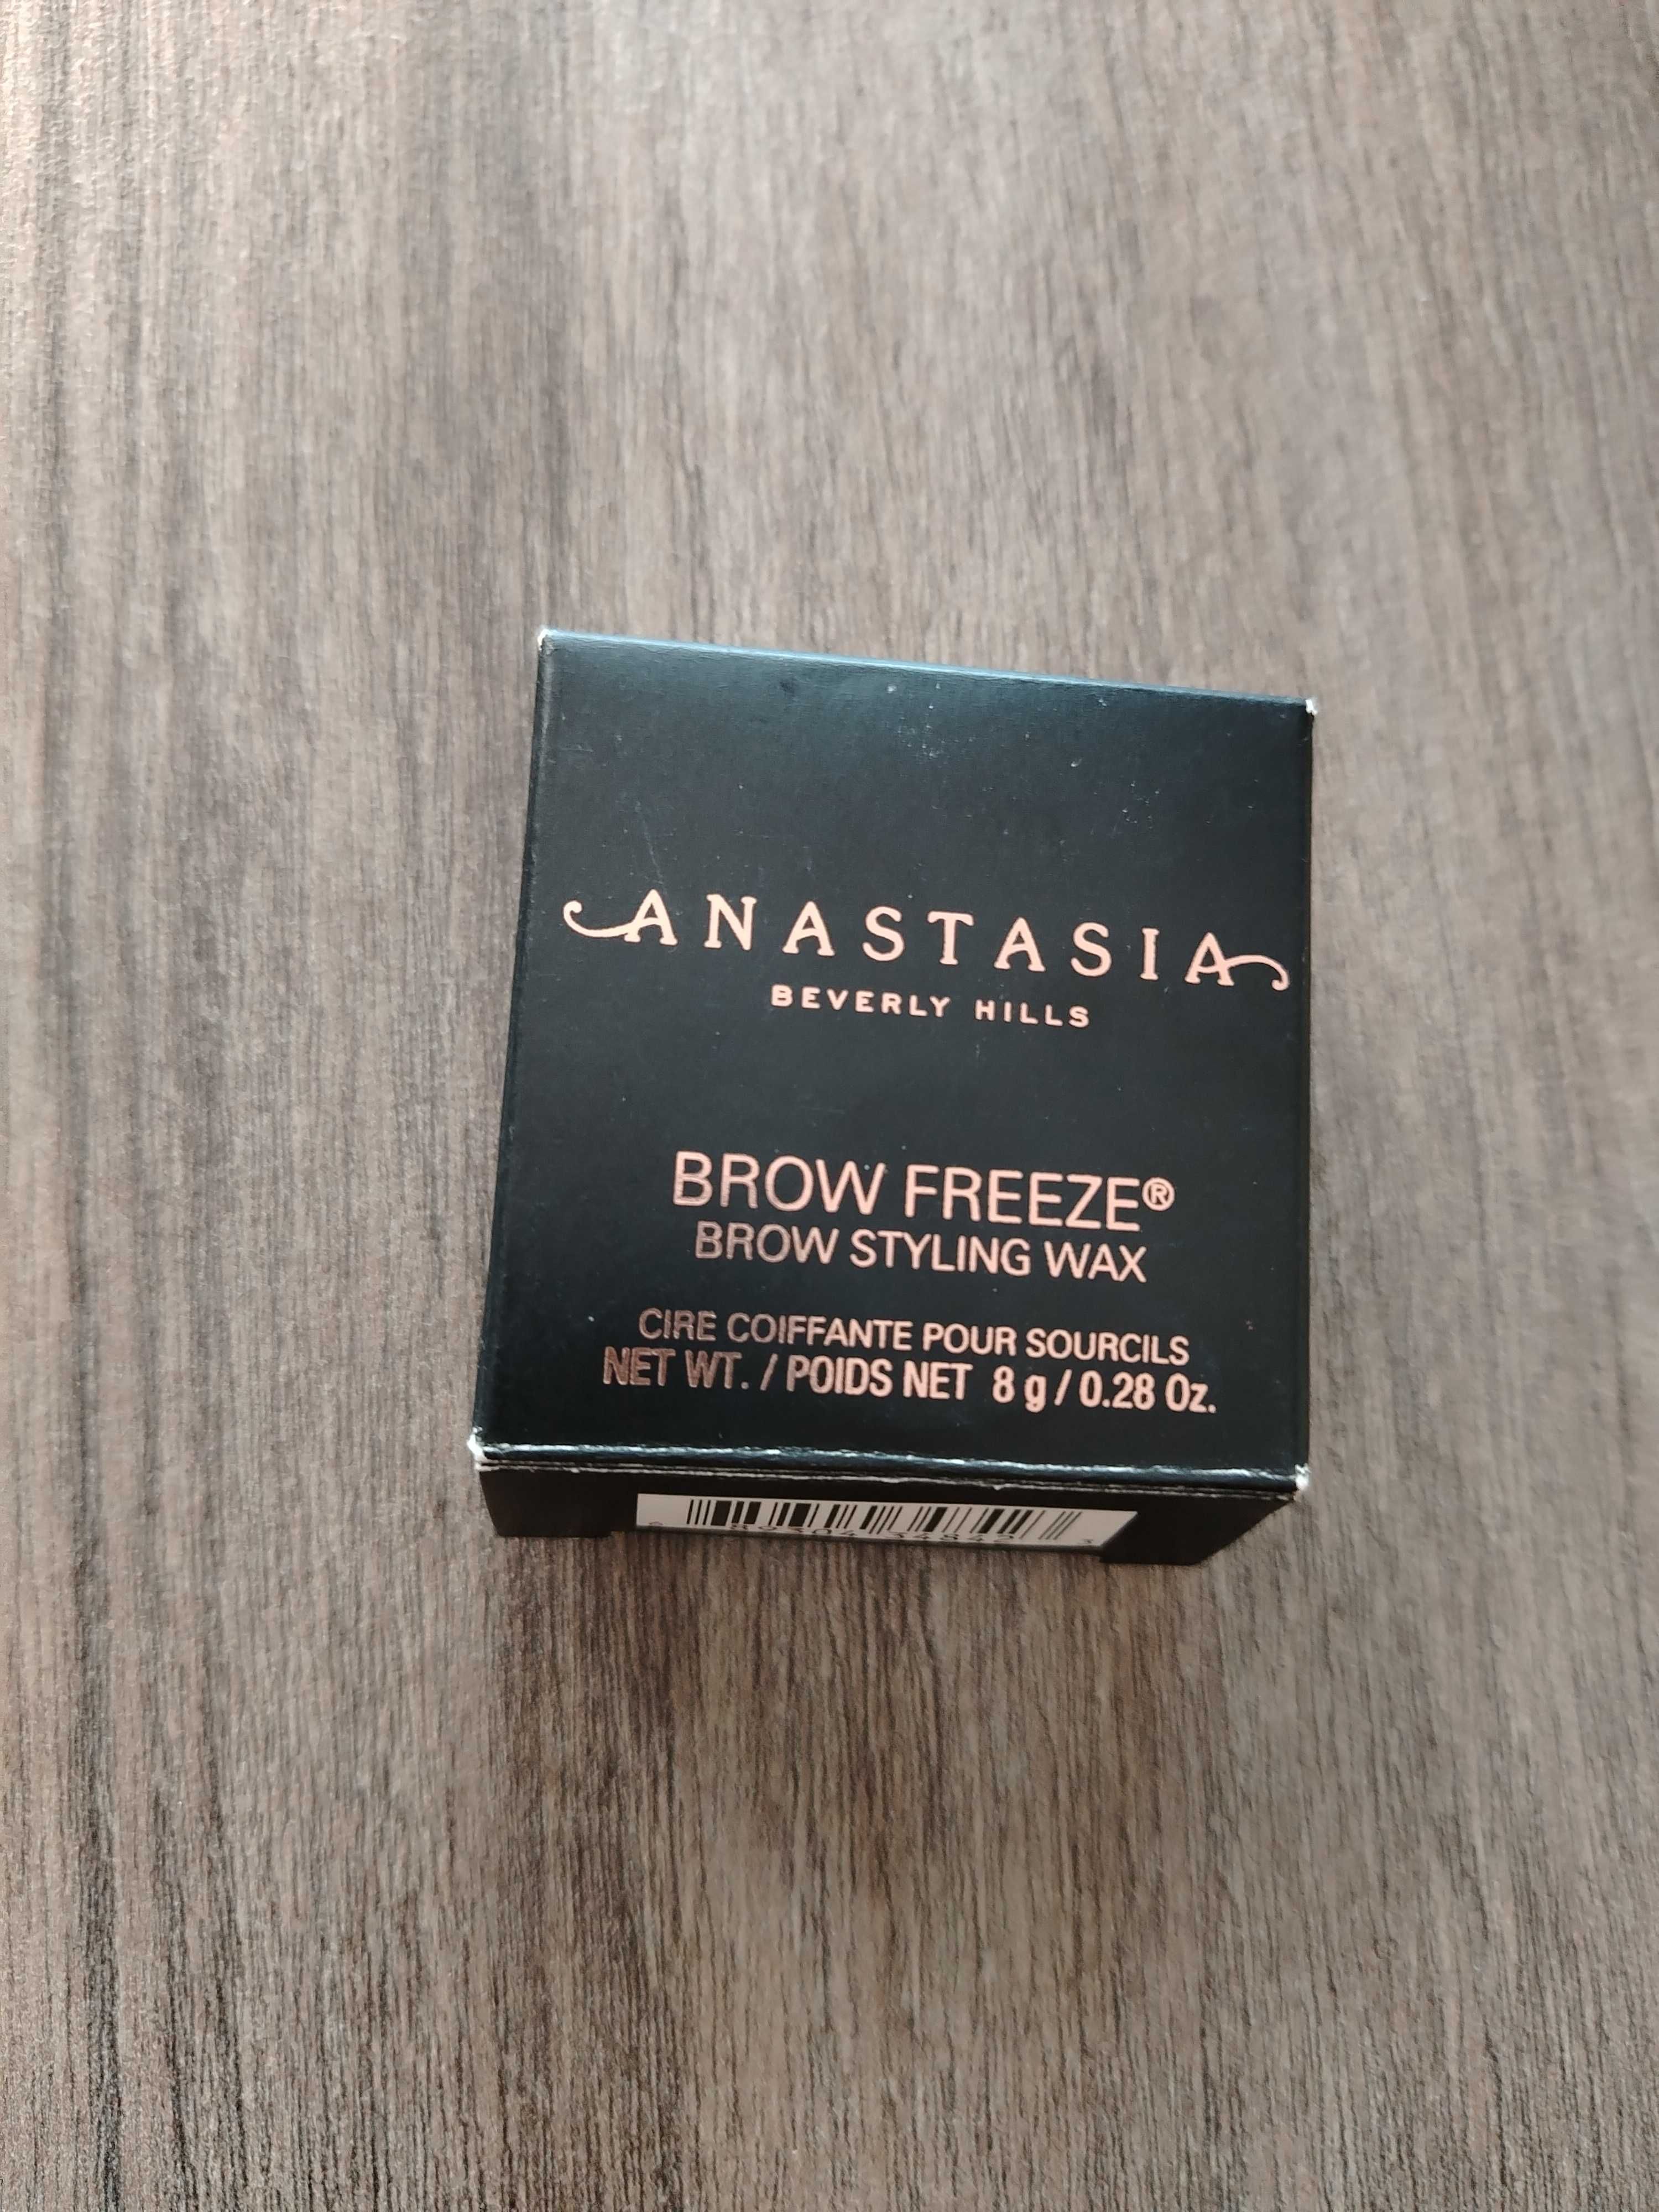 ANASTASIA
BEVERLY HILLS
BROW FREEZE®
BROW STYLING WAX
CIRE COIFFANTE POUR SOURCILS
NET WT. / POIDS NET 8 g / 0.28 Oz.